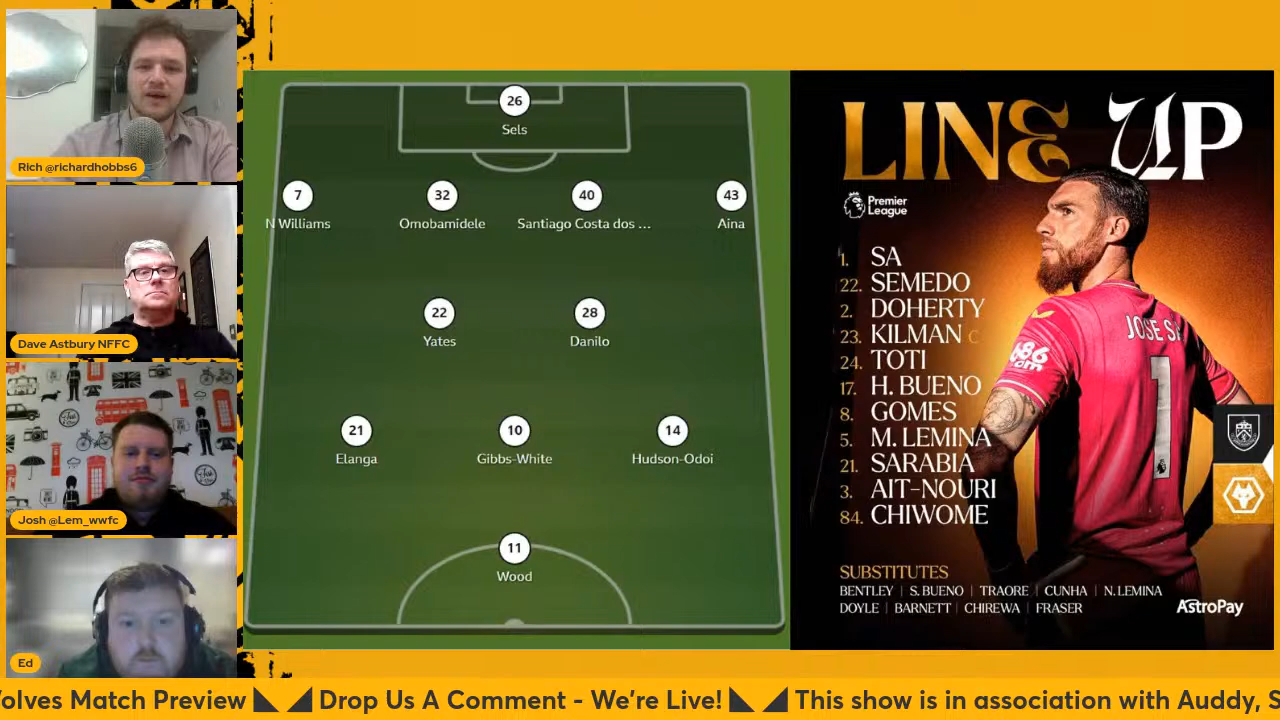 Rich @richardhobbs6
Dave Astbury NFFC
Josh @Lem_wwfc
Ed
26
Sels
7
N Williams
32
Omobamidele
40
Santiago Costa dos ...
43
Aina
22
Yates
28
Danilo
21
Elanga
10
Gibbs-White
14
Hudson-Odoi
11
Wood
LINE UP
Premier
League
1. SA
22. SEMEDO
2. DOHERTY
23. KILMAN C
24. TOTI
17. H. BUENO
8. GOMES
5. M. LEMINA
21. SARABIA
3. AIT-NOURI
84. CHIWOME
JOSE SA
1
SUBSTITUTES
BENTLEY | S. BUENO | TRAORE | CUNHA | N. LEMINA
DOYLE | BARNETT | CHIREWA | FRASER
AstroPay
Wolves Match Preview Drop Us A Comment - We're Live! This show is in association with Auddy, S